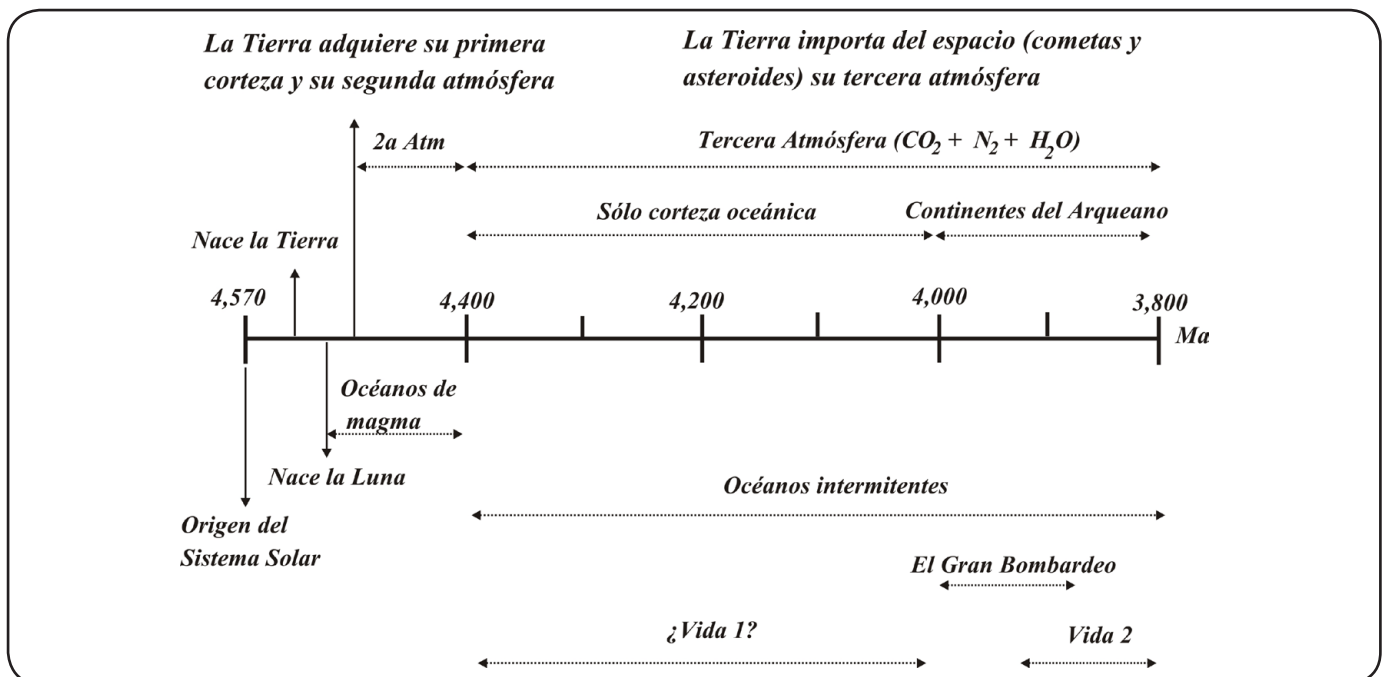 La Tierra adquiere su primera
corteza y su segunda atmósfera
La Tierra importa del espacio (cometas y
asteroides) su tercera atmósfera
2a Atm
Tercera Atmósfera (CO₂ + N₂ + H₂O)
Sólo corteza oceánica
Continentes del Arqueano
Nace la Tierra
4,570
4,400
4,200
4,000
3,800
Ma
Océanos de
magma
Nace la Luna
Océanos intermitentes
Origen del
Sistema Solar
El Gran Bombardeo
¿Vida 1?
Vida 2